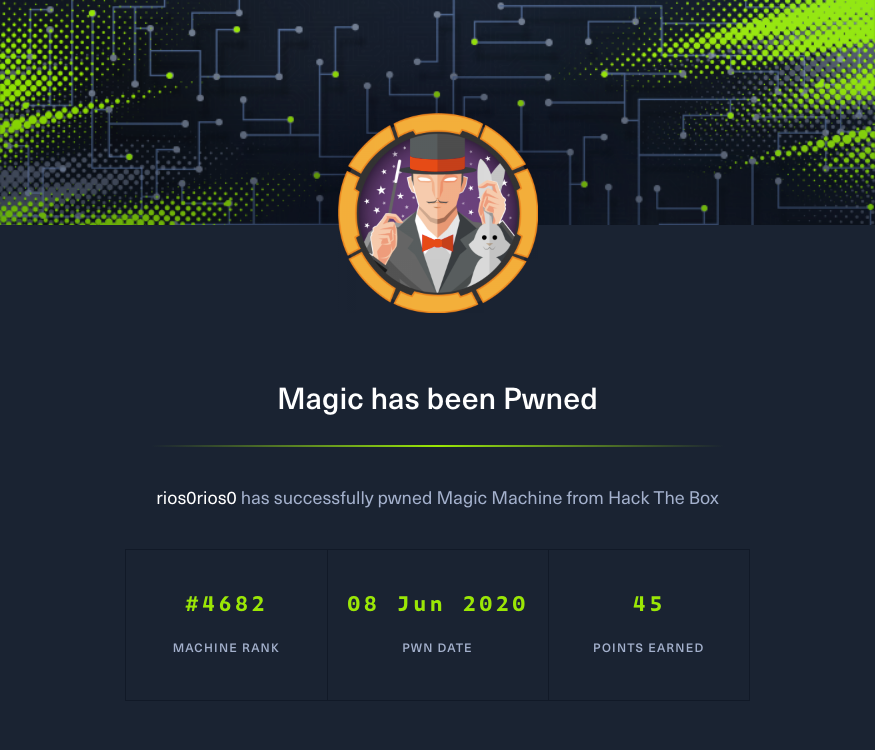 Magic has been Pwned
rios0rios0 has successfully pwned Magic Machine from Hack The Box
#4682
MACHINE RANK
08 Jun 2020
PWN DATE
45
POINTS EARNED